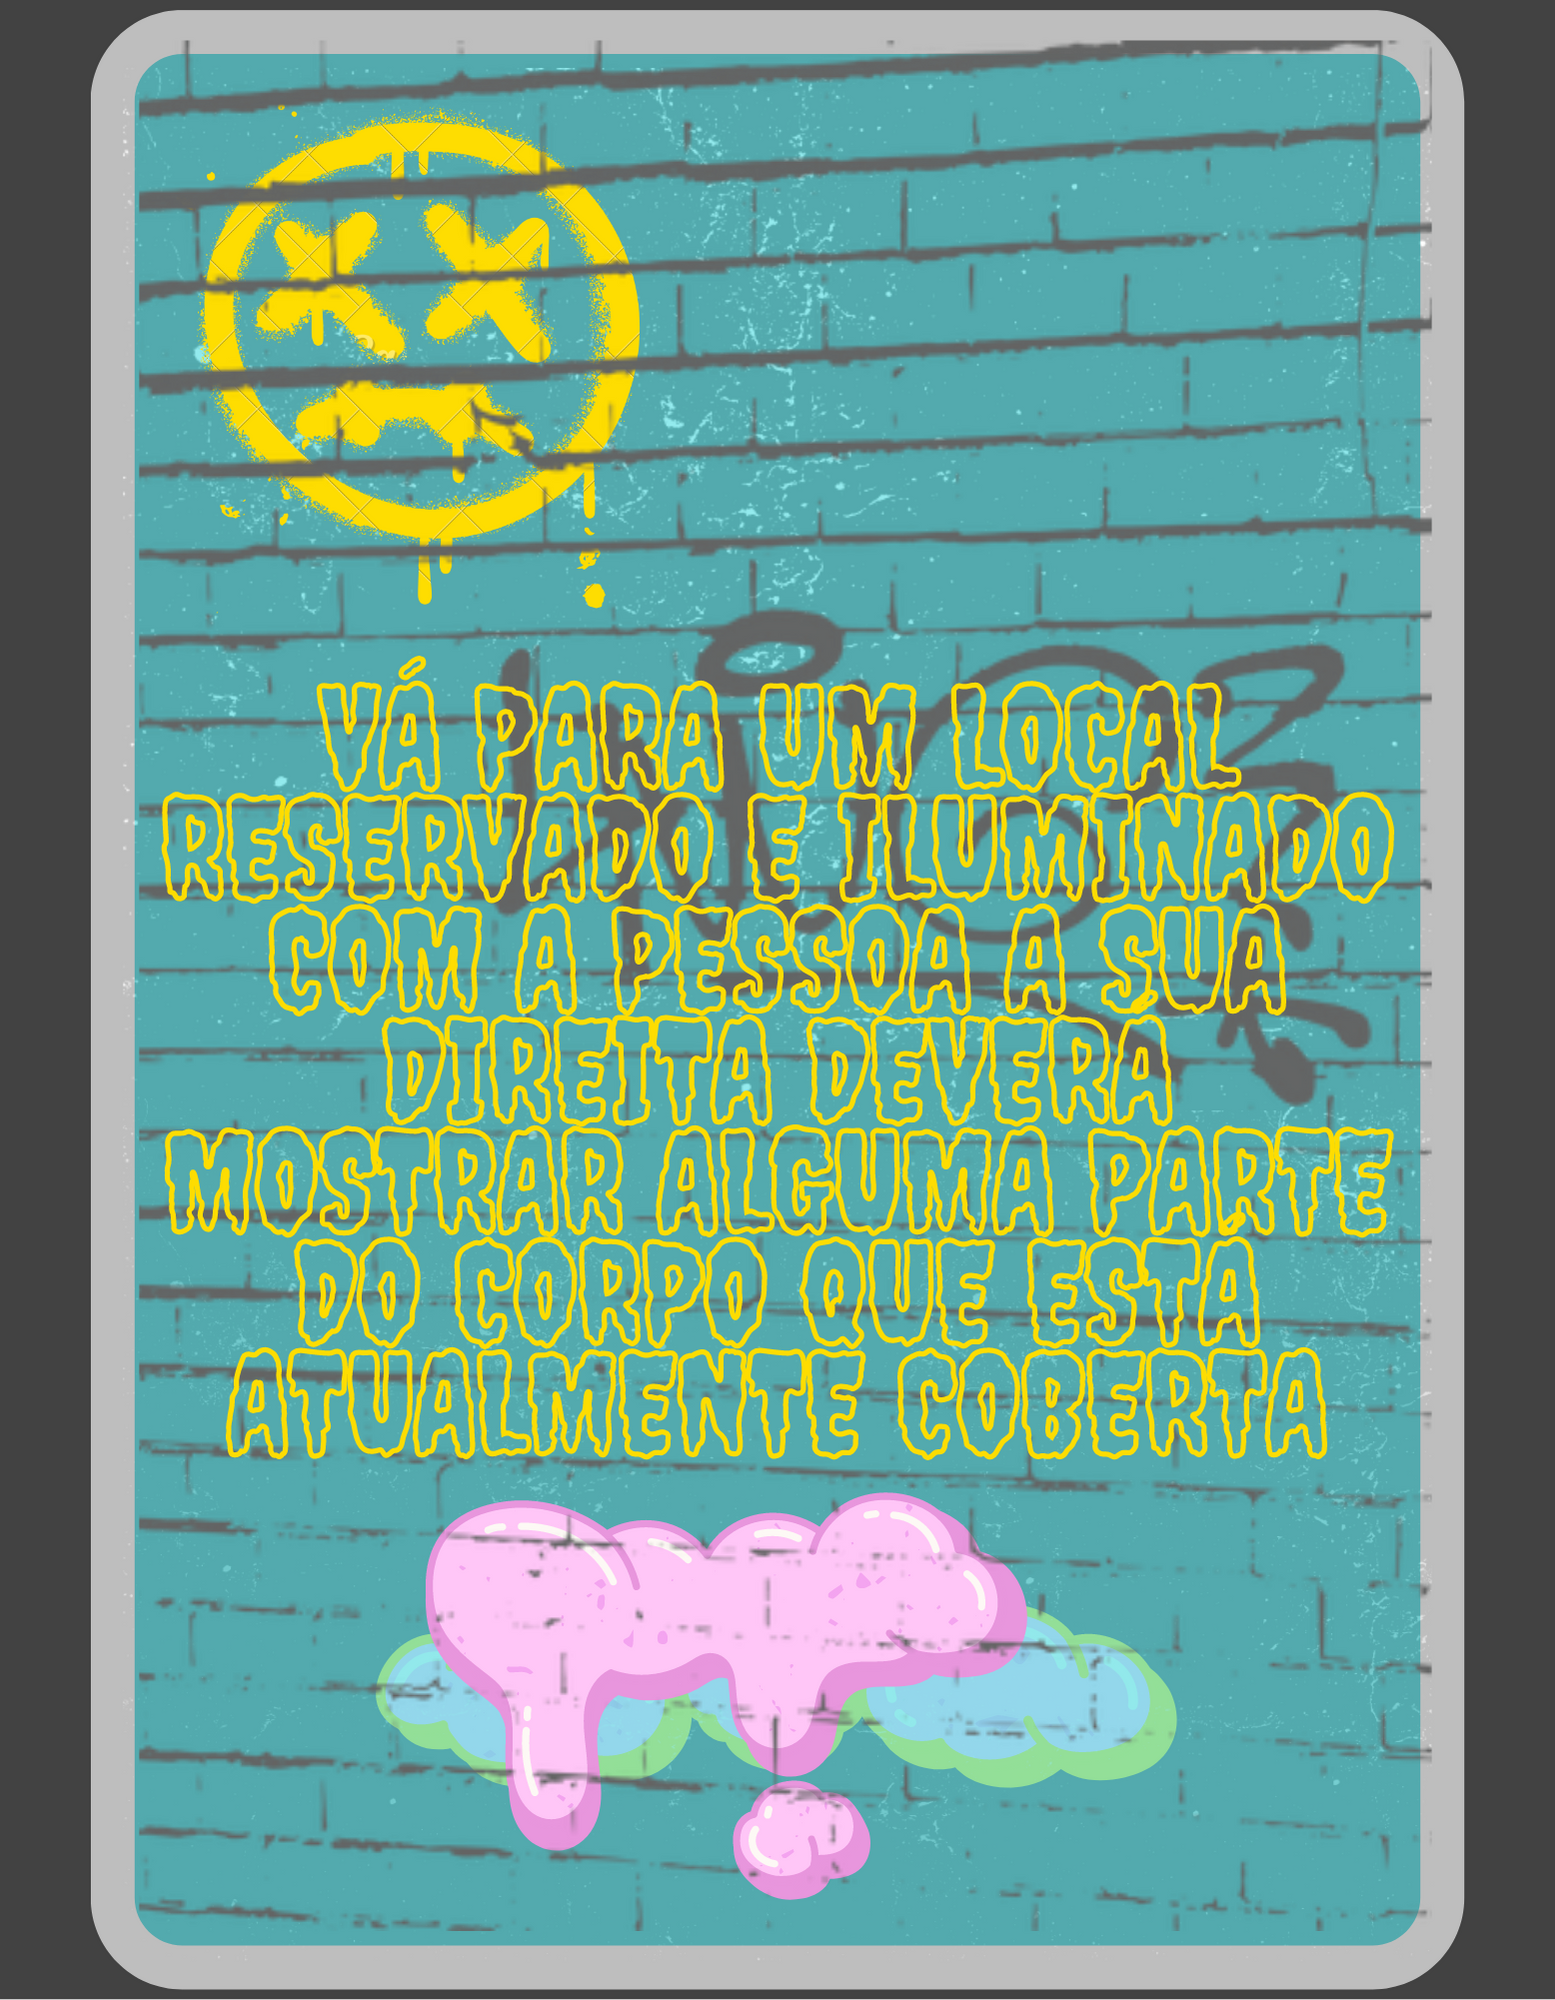 VÁ PARA UM LOCAL
RESERVADO E ILUMINADO
COM A PESSOA A SUA
DIREITA DEVERÁ
MOSTRAR ALGUMA PARTE
DO CORPO QUE ESTÁ
ATUALMENTE COBERTA